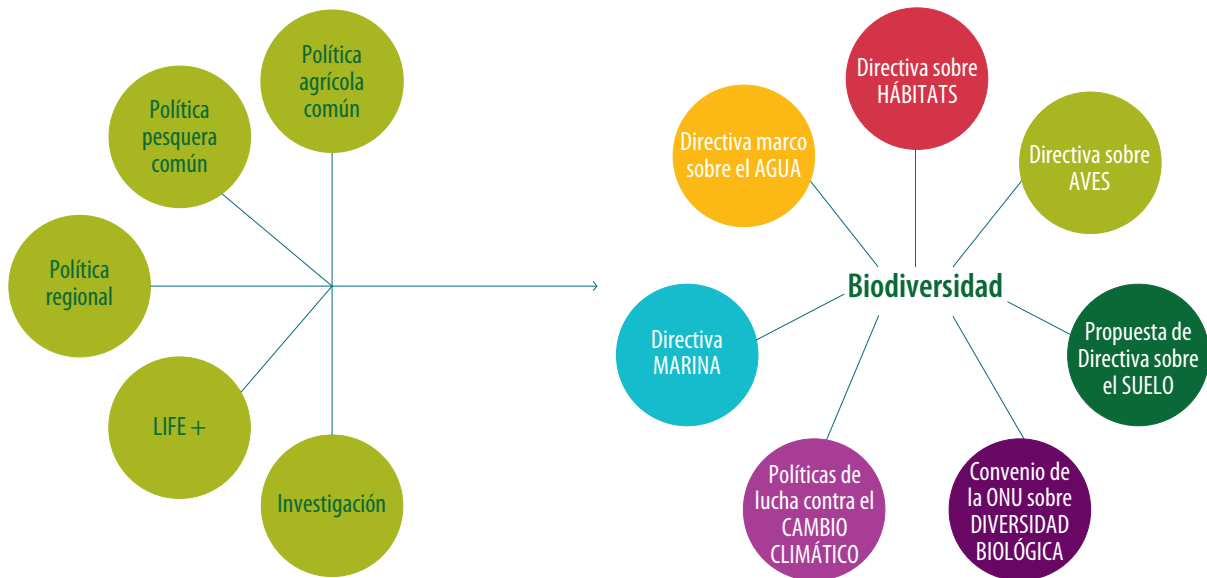 Política
agrícola
común
Política
pesquera
común
Política
regional
LIFE +
Investigación
Directiva sobre
HÁBITATS
Directiva marco
sobre el AGUA
Directiva sobre
AVES
Biodiversidad
Directiva
MARINA
Propuesta de
Directiva sobre
el SUELO
Políticas de
lucha contra el
CAMBIO
CLIMÁTICO
Convenio de
la ONU sobre
DIVERSIDAD
BIOLÓGICA